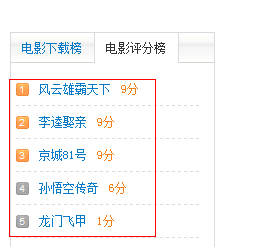 电影下载榜 电影评分榜
1 风云雄霸天下 9分
2 李逵娶亲 9分
3 京城81号 9分
4 孙悟空传奇 6分
5 龙门飞甲 1分